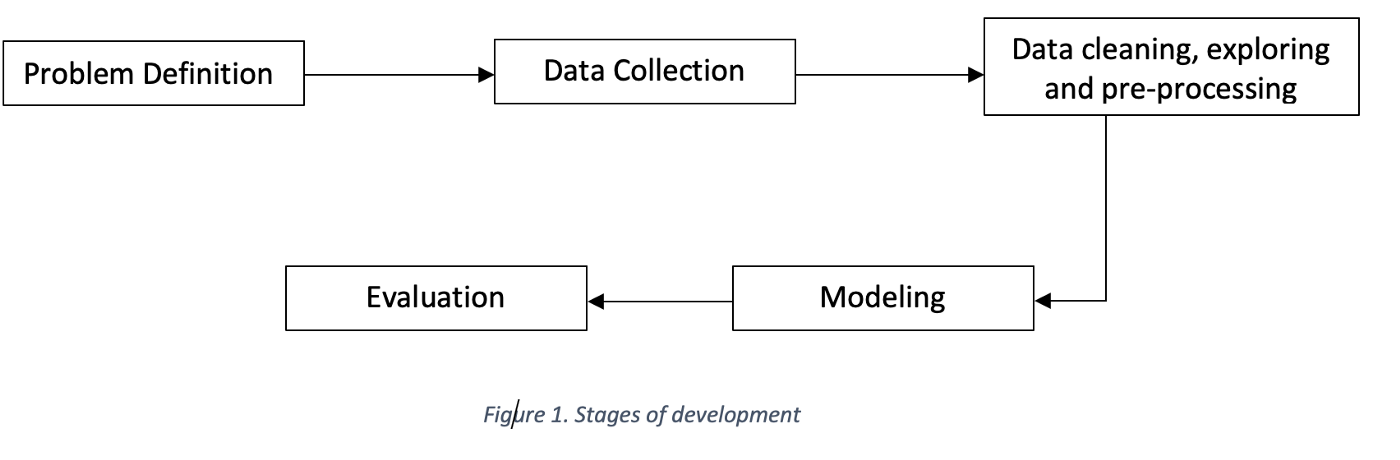 Problem Definition
Data Collection
Data cleaning, exploring
and pre-processing
Modeling
Evaluation
Figure 1. Stages of development